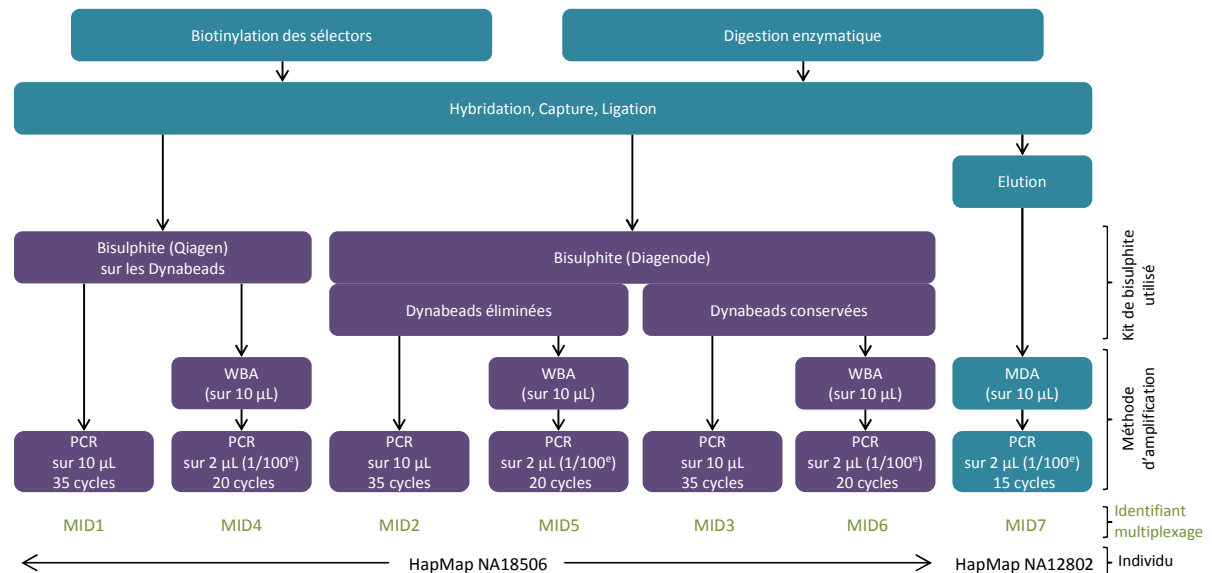 Biotinylation des sélectors
Digestion enzymatique
Hybridation, Capture, Ligation
Elution
Bisulphite (Qiagen)
sur les Dynabeads
Bisulphite (Diagenode)
Dynabeads éliminées
Dynabeads conservées
Kit de bisulphite
utilisé
WBA
(sur 10 µL)
WBA
(sur 10 µL)
WBA
(sur 10 µL)
MDA
(sur 10 µL)
Méthode
d'amplification
PCR
sur 10 µL
35 cycles
PCR
sur 2 µL (1/100e)
20 cycles
PCR
sur 10 µL
35 cycles
PCR
sur 2 µL (1/100e)
20 cycles
PCR
sur 10 µL
35 cycles
PCR
sur 2 µL (1/100e)
20 cycles
PCR
sur 2 µL (1/100e)
15 cycles
MID1
MID4
MID2
MID5
MID3
MID6
MID7
Identifiant
multiplexage
HapMap NA18506
HapMap NA12802
Individu